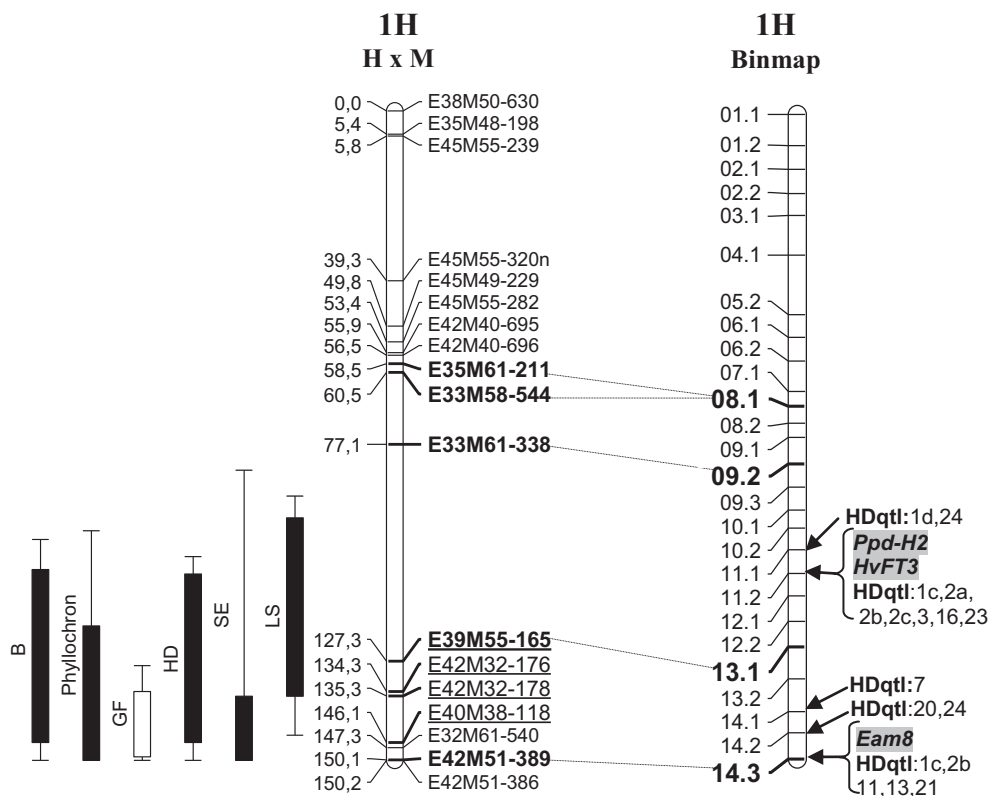 1H
H x M
0,0 E38M50-630
5,4 E35M48-198
5,8 E45M55-239
39,3 E45M55-320n
49,8 E45M49-229
53,4 E45M55-282
55,9 E42M40-695
56,5 E42M40-696
58,5 E35M61-211
60,5 E33M58-544
77,1 E33M61-338
127,3 E39M55-165
134,3 E42M32-176
135,3 E42M32-178
146,1 E40M38-118
147,3 E32M61-540
150,1 E42M51-389
150,2 E42M51-386
B
Phyllochron
GF
HD
SE
LS
1H
Binmap
01.1
01.2
02.1
02.2
03.1
04.1
05.2
06.1
06.2
07.1
08.1
08.2
09.1
09.2
09.3
10.1
10.2
11.1
11.2
12.1
12.2
13.1
13.2
14.1
14.2
14.3
HDqtl:1d,24
Ppd-H2
HvFT3
HDqtl:1c,2a,
2b,2c,3,16,23
HDqtl:7
HDqtl:20,24
Eam8
HDqtl:1c,2b
11,13,21